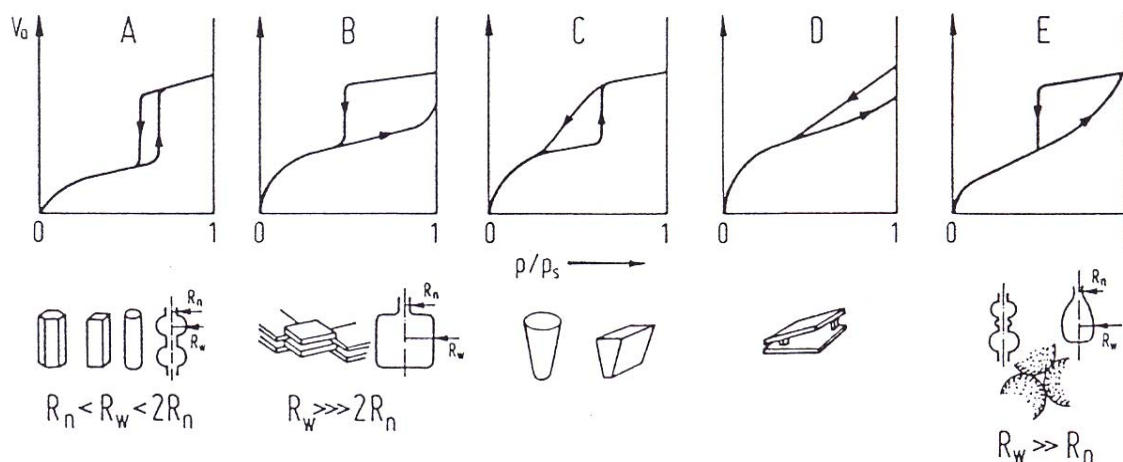 Va A B C D E
0 1 0 1 0 1 0 1 0
p/ps
Rn Rw Rn Rw Rn Rw
Rn < Rw < 2Rn Rw >>> 2Rn Rw >> Rn